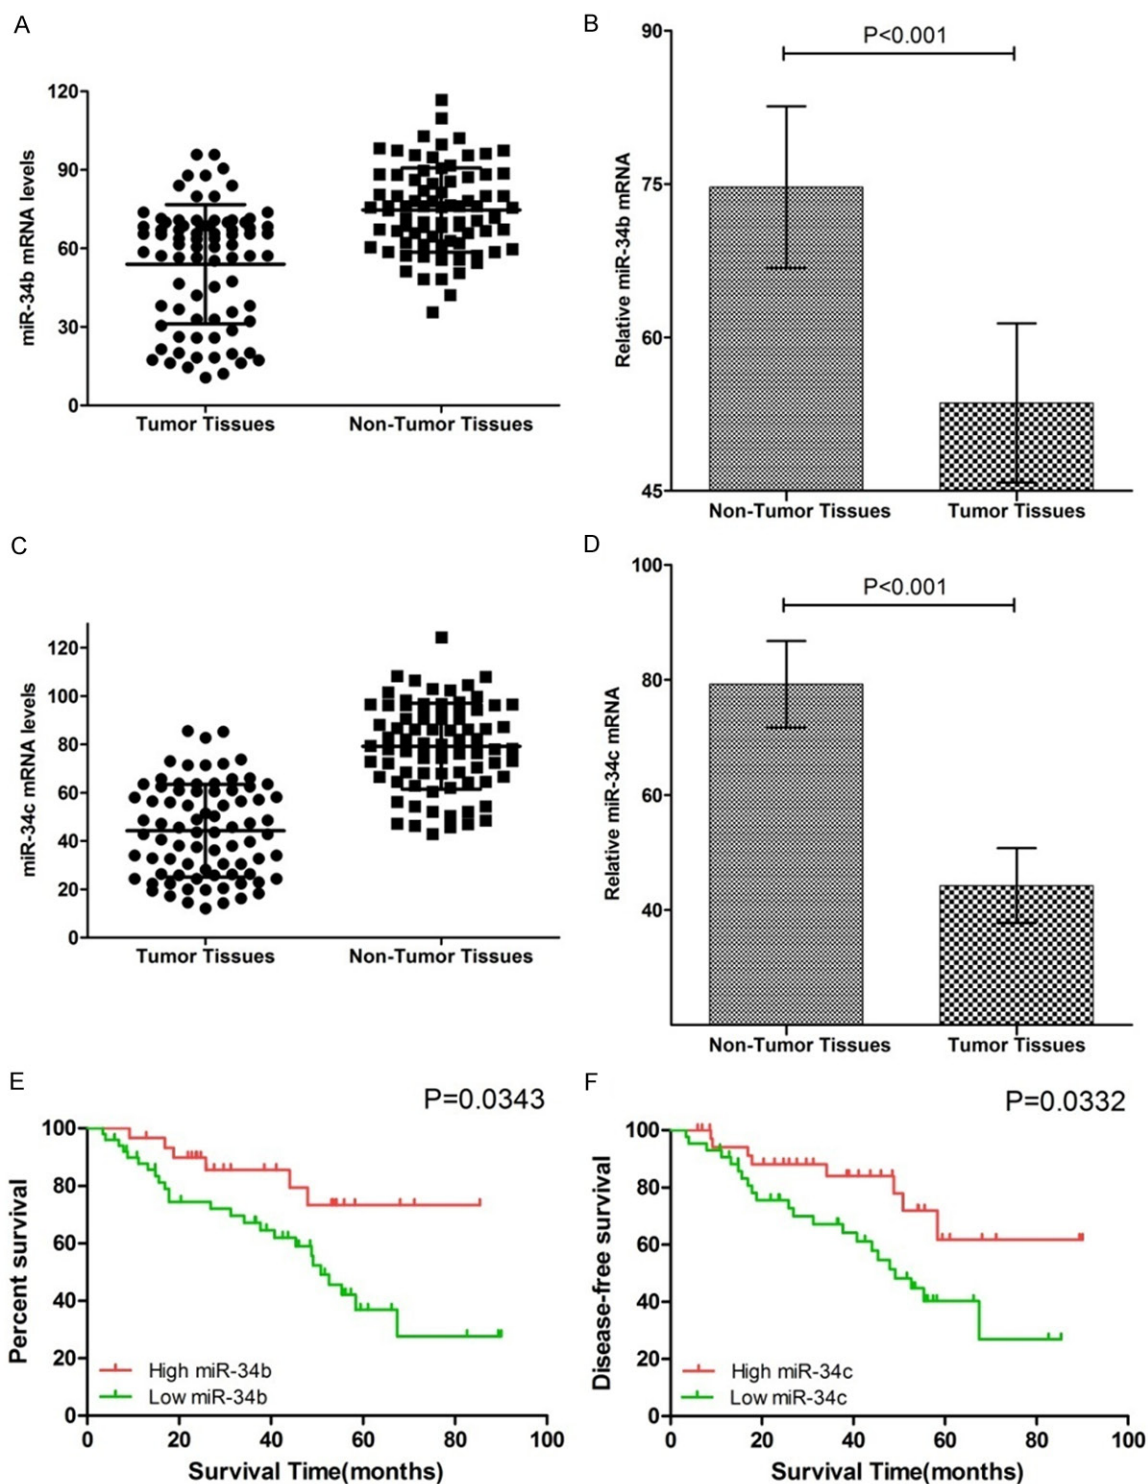 A
miR-34b mRNA levels
120
90
60
30
0
Tumor Tissues
Non-Tumor Tissues
B
P<0.001
Relative miR-34b mRNA
90
75
60
45
Non-Tumor Tissues
Tumor Tissues
C
miR-34c mRNA levels
120
100
80
60
40
20
0
Tumor Tissues
Non-Tumor Tissues
D
P<0.001
Relative miR-34c mRNA
100
80
60
40
Non-Tumor Tissues
Tumor Tissues
E
P=0.0343
Percent survival
100
80
60
40
20
0
High miR-34b
Low miR-34b
0 20 40 60 80 100
Survival Time(months)
F
P=0.0332
Disease-free survival
100
80
60
40
20
0
High miR-34c
Low miR-34c
0 20 40 60 80 100
Survival Time(months)